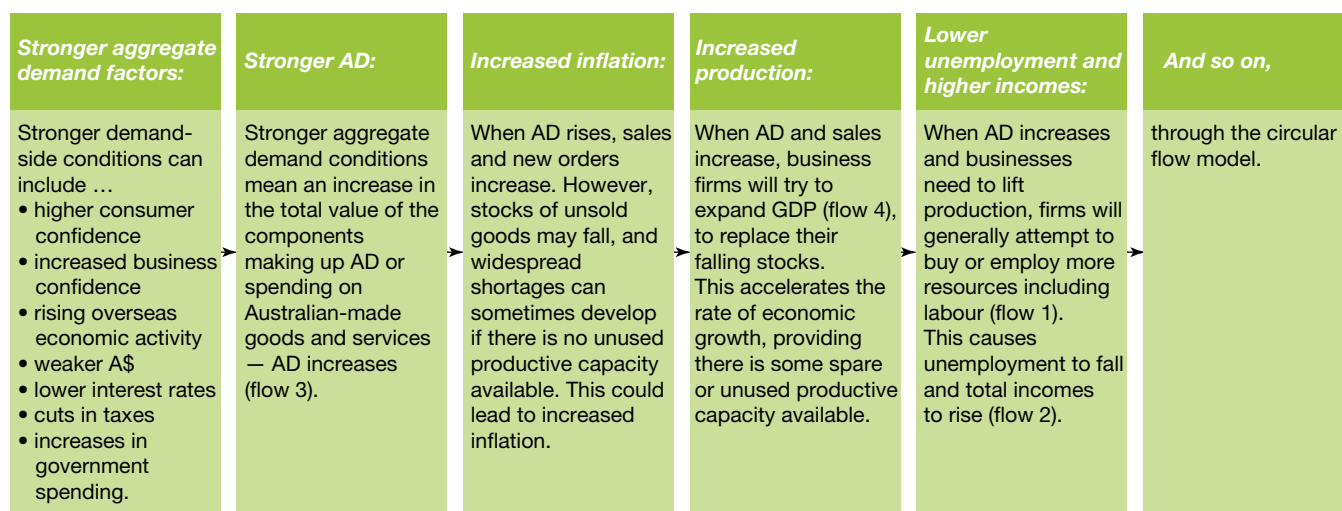 Stronger aggregate
demand factors:
Stronger demand-
side conditions can
include …
• higher consumer
confidence
• increased business
confidence
• rising overseas
economic activity
• weaker A$
• lower interest rates
• cuts in taxes
• increases in
government
spending.
Stronger AD:
Stronger aggregate
demand conditions
mean an increase in
the total value of the
components
making up AD or
spending on
Australian-made
goods and services
— AD increases
(flow 3).
Increased inflation:
When AD rises, sales
and new orders
increase. However,
stocks of unsold
goods may fall, and
widespread
shortages can
sometimes develop
if there is no unused
productive capacity
available. This could
lead to increased
inflation.
Increased
production:
When AD and sales
increase, business
firms will try to
expand GDP (flow 4),
to replace their
falling stocks.
This accelerates the
rate of economic
growth, providing
there is some spare
or unused productive
capacity available.
Lower
unemployment and
higher incomes:
When AD increases
and businesses
need to lift
production, firms will
generally attempt to
buy or employ more
resources including
labour (flow 1).
This causes
unemployment to fall
and total incomes
to rise (flow 2).
And so on,
through the circular
flow model.